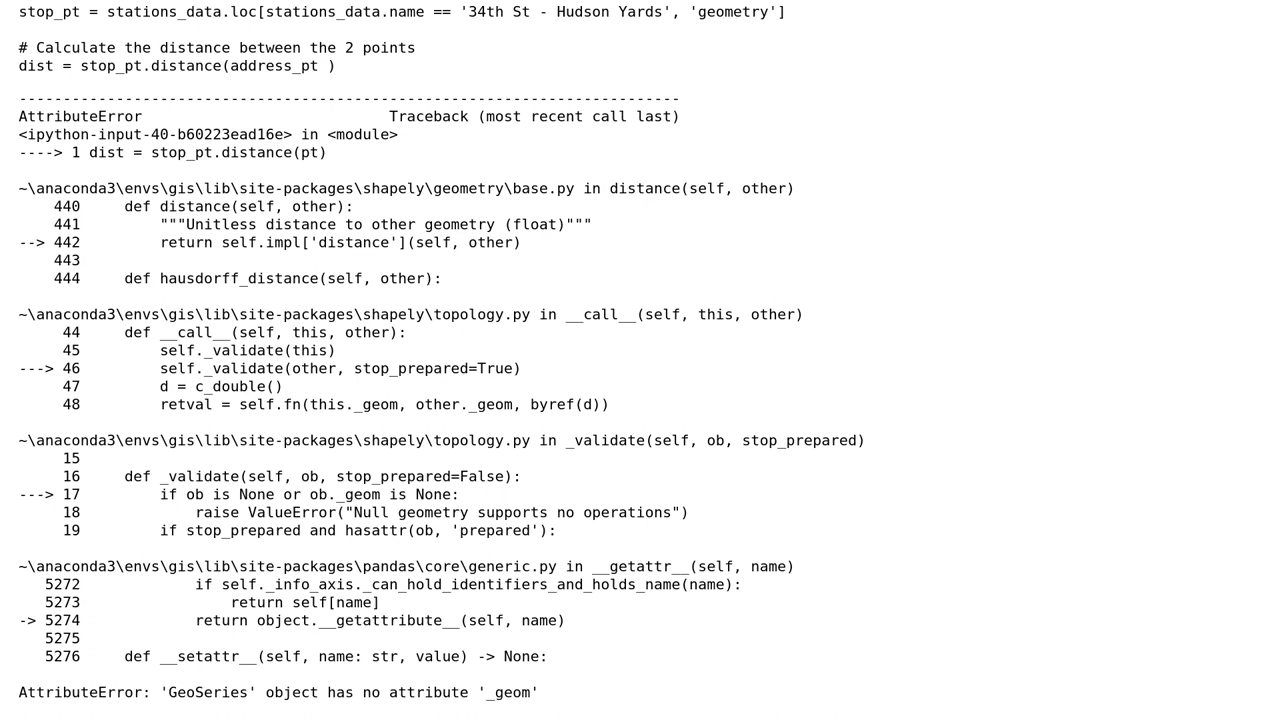 stop_pt = stations_data.loc[stations_data.name == '34th St - Hudson Yards', 'geometry']

# Calculate the distance between the 2 points
dist = stop_pt.distance(address_pt )

---------------------------------------------------------------------------
AttributeError                            Traceback (most recent call last)
<ipython-input-40-b60223ead16e> in <module>
----> 1 dist = stop_pt.distance(pt)

~\anaconda3\envs\gis\lib\site-packages\shapely\geometry\base.py in distance(self, other)
    440     def distance(self, other):
    441         """Unitless distance to other geometry (float)"""
--> 442         return self.impl['distance'](self, other)
    443
    444     def hausdorff_distance(self, other):

~\anaconda3\envs\gis\lib\site-packages\shapely\topology.py in __call__(self, this, other)
     44     def __call__(self, this, other):
     45         self._validate(this)
---> 46         self._validate(other, stop_prepared=True)
     47         d = c_double()
     48         retval = self.fn(this._geom, other._geom, byref(d))

~\anaconda3\envs\gis\lib\site-packages\shapely\topology.py in _validate(self, ob, stop_prepared)
     15
     16     def _validate(self, ob, stop_prepared=False):
---> 17         if ob is None or ob._geom is None:
     18             raise ValueError("Null geometry supports no operations")
     19         if stop_prepared and hasattr(ob, 'prepared'):

~\anaconda3\envs\gis\lib\site-packages\pandas\core\generic.py in __getattr__(self, name)
   5272             if self._info_axis._can_hold_identifiers_and_holds_name(name):
   5273                 return self[name]
-> 5274             return object.__getattribute__(self, name)
   5275
   5276     def __setattr__(self, name: str, value) -> None:

AttributeError: 'GeoSeries' object has no attribute '_geom'